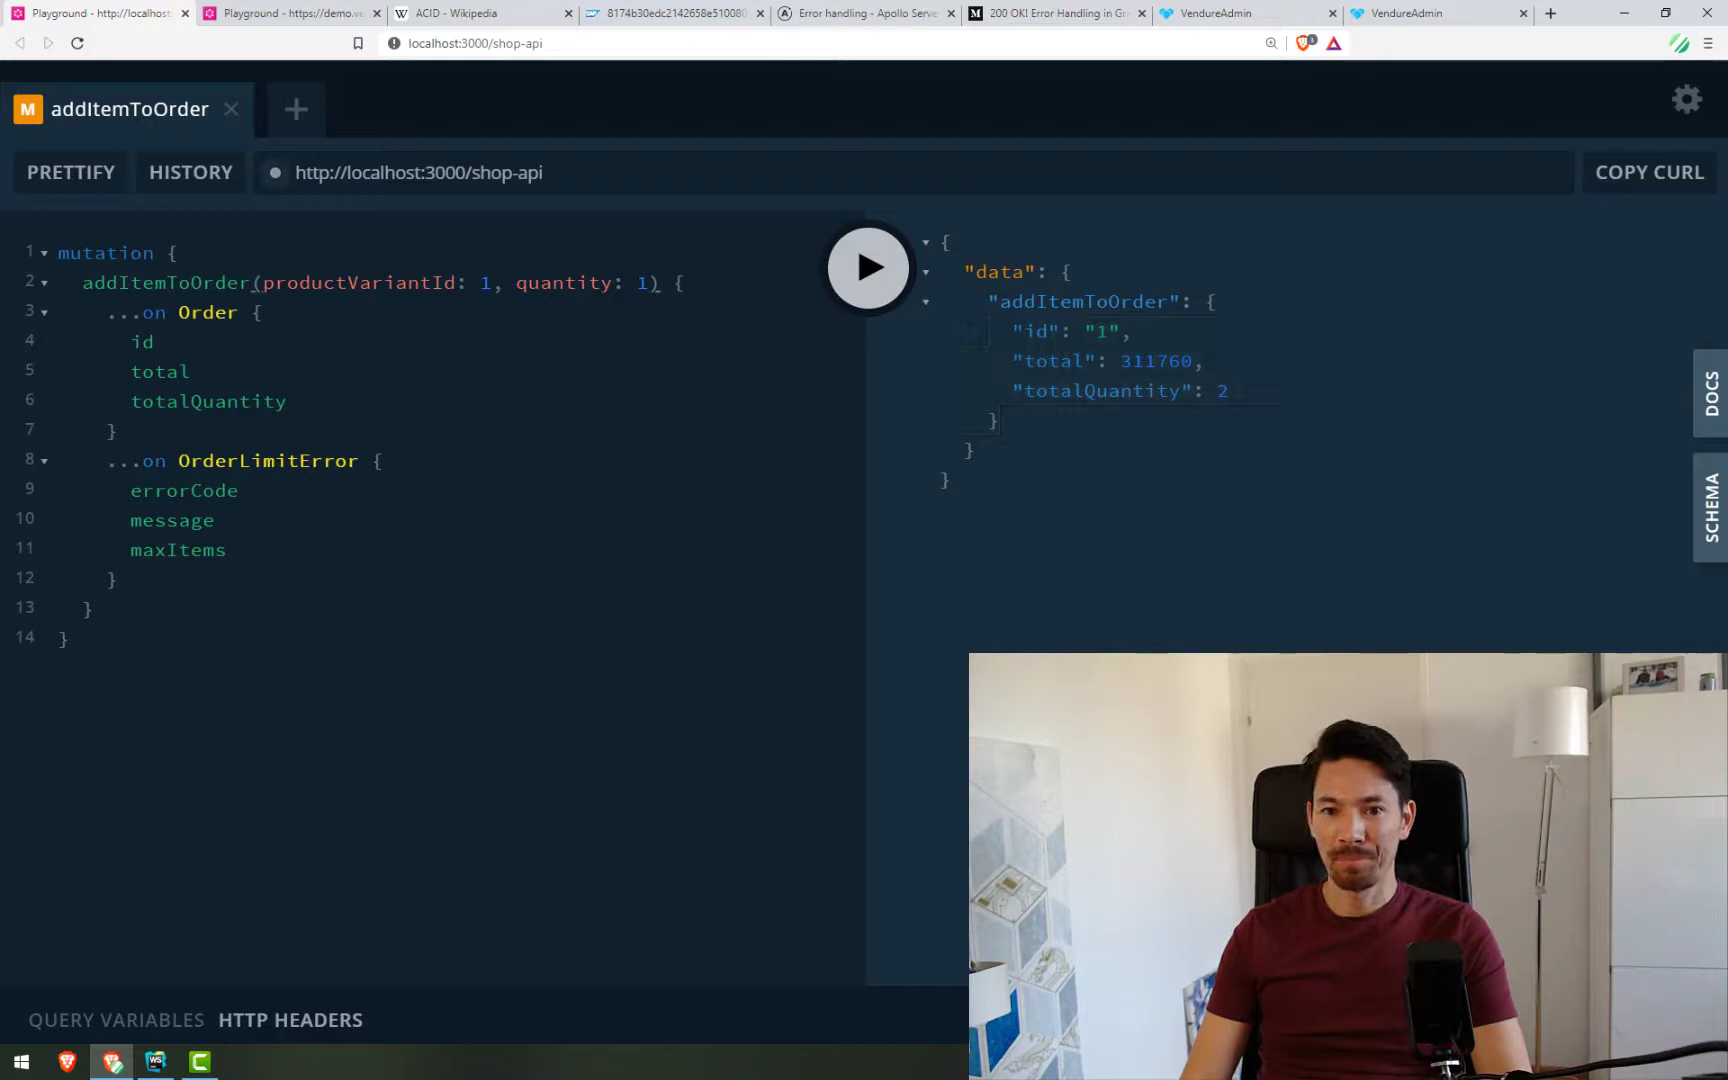 Playground - http://localhost:
Playground - https://demo.ve
ACID - Wikipedia
8174b30edc2142658e510080
Error handling - Apollo Serve
200 OK! Error Handling in Gra
VendureAdmin
VendureAdmin
localhost:3000/shop-api
M addItemToOrder
PRETTIFY
HISTORY
http://localhost:3000/shop-api
COPY CURL
1 mutation {
2 addItemToOrder(productVariantId: 1, quantity: 1) {
3 ...on Order {
4 id
5 total
6 totalQuantity
7 }
8 ...on OrderLimitError {
9 errorCode
10 message
11 maxItems
12 }
13 }
14 }
{
"data": {
"addItemToOrder": {
"id": "1",
"total": 311760,
"totalQuantity": 2
}
}
}
DOCS
SCHEMA
QUERY VARIABLES
HTTP HEADERS
WS